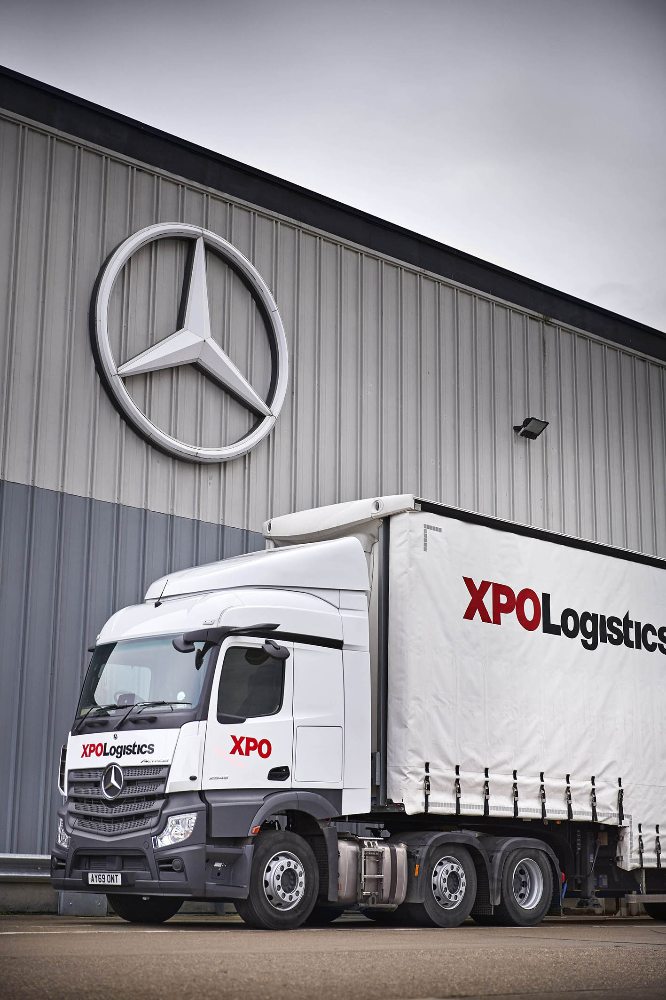 XPOLogistics
XPOLogistics
ACTROS
XPO
2545
AY69 ONT